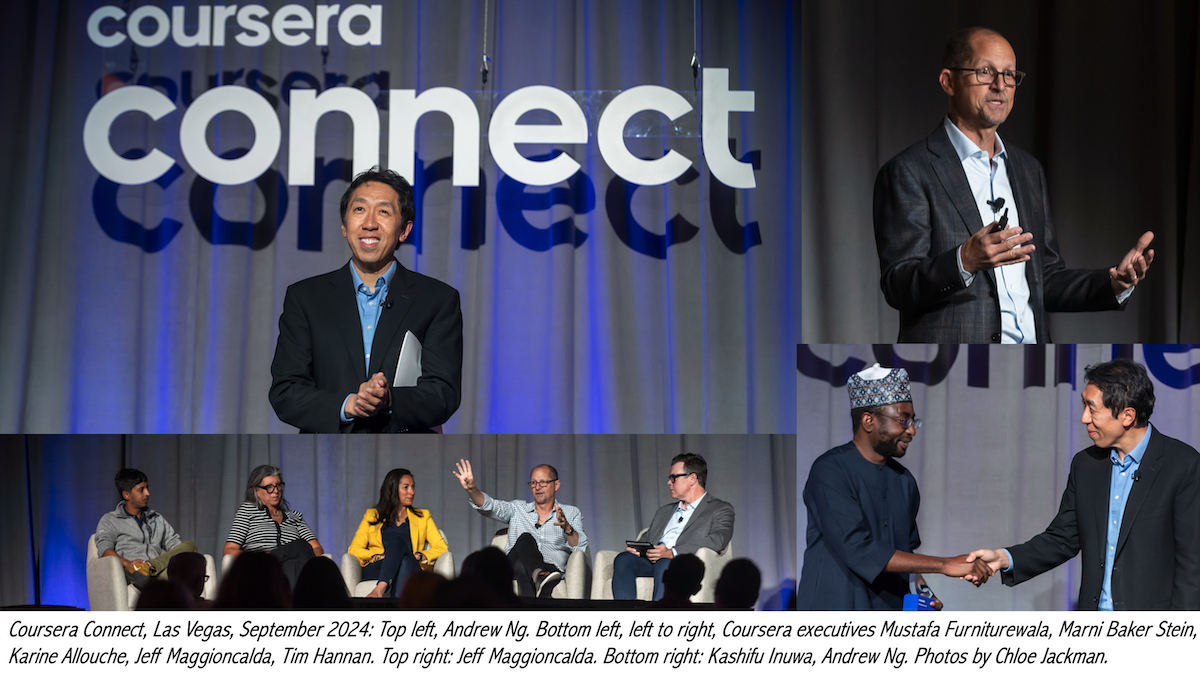 coursera
connect
Coursera Connect, Las Vegas, September 2024: Top left, Andrew Ng. Bottom left, left to right, Coursera executives Mustafa Furniturewala, Marni Baker Stein,
Karine Allouche, Jeff Maggioncalda, Tim Hannan. Top right: Jeff Maggioncalda. Bottom right: Kashifu Inuwa, Andrew Ng. Photos by Chloe Jackman.